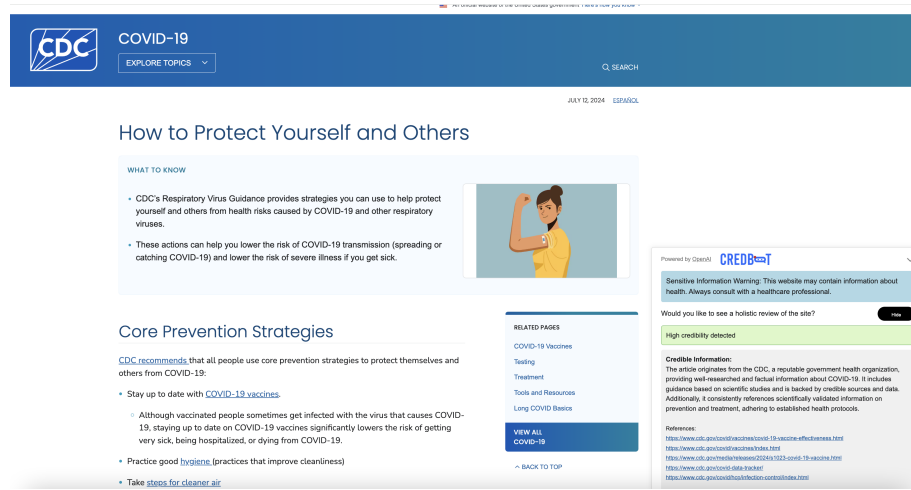 An official website of the United States government Here's how you know
CDC
COVID-19
EXPLORE TOPICS
SEARCH
JULY 12, 2024 ESPAÑOL
How to Protect Yourself and Others
WHAT TO KNOW
• CDC's Respiratory Virus Guidance provides strategies you can use to help protect
yourself and others from health risks caused by COVID-19 and other respiratory
viruses.
• These actions can help you lower the risk of COVID-19 transmission (spreading or
catching COVID-19) and lower the risk of severe illness if you get sick.
Core Prevention Strategies
CDC recommends that all people use core prevention strategies to protect themselves and
others from COVID-19:
• Stay up to date with COVID-19 vaccines.
◦ Although vaccinated people sometimes get infected with the virus that causes COVID-
19, staying up to date on COVID-19 vaccines significantly lowers the risk of getting
very sick, being hospitalized, or dying from COVID-19.
• Practice good hygiene (practices that improve cleanliness)
• Take steps for cleaner air
RELATED PAGES
COVID-19 Vaccines
Testing
Treatment
Tools and Resources
Long COVID Basics
VIEW ALL
COVID-19
BACK TO TOP
Powered by OpenAI CREDBOT
Sensitive Information Warning: This website may contain information about
health. Always consult with a healthcare professional.
Would you like to see a holistic review of the site? Hide
High credibility detected
Credible Information:
The article originates from the CDC, a reputable government health organization,
providing well-researched and factual information about COVID-19. It includes
guidance based on scientific studies and is backed by credible sources and data.
Additionally, it consistently references scientifically validated information on
prevention and treatment, adhering to established health protocols.
References:
https://www.cdc.gov/covid/vaccines/covid-19-vaccine-effectiveness.html
https://www.cdc.gov/covid/vaccines/index.html
https://www.cdc.gov/media/releases/2024/s1023-covid-19-vaccine.html
https://www.cdc.gov/covid-data-tracker/
https://www.cdc.gov/covid/hcp/infection-control/index.html